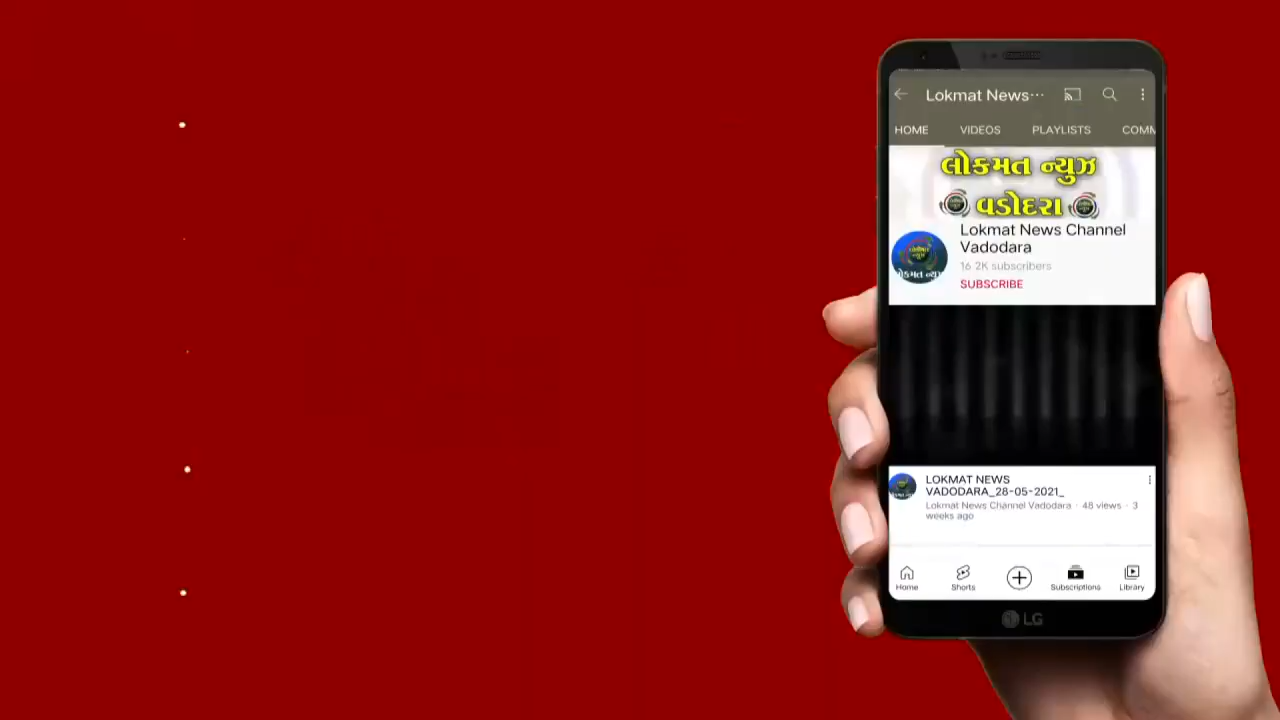 Lokmat News···
HOME VIDEOS PLAYLISTS COMM
લોકમત ન્યુઝ
વડોદરા
Lokmat News Channel
Vadodara
16 2K subscribers
SUBSCRIBE
લોકમત ન્યુઝ
LOKMAT NEWS
VADODARA_28-05-2021_
Lokmat News Channel Vadodara · 48 views · 3
weeks ago
Home Shorts Subscriptions Library
LG